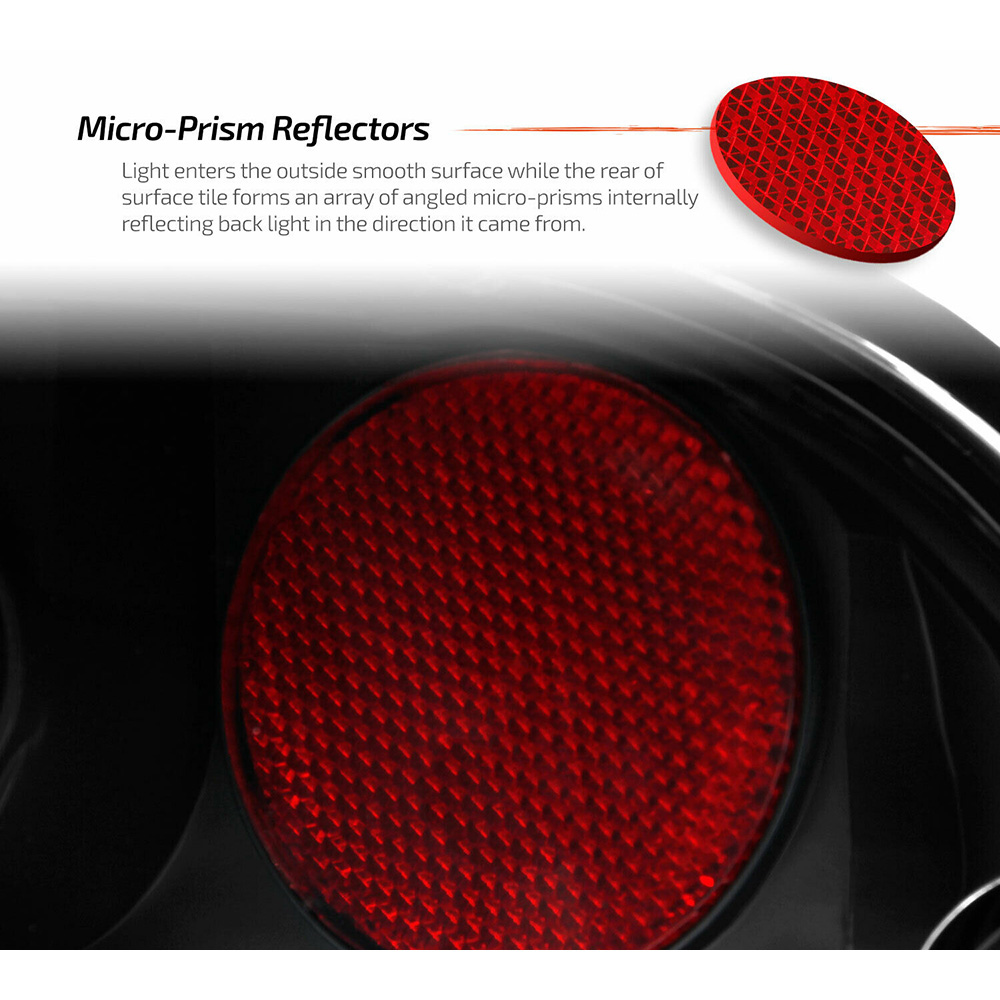 Micro-Prism Reflectors
Light enters the outside smooth surface while the rear of
surface tile forms an array of angled micro-prisms internally
reflecting back light in the direction it came from.